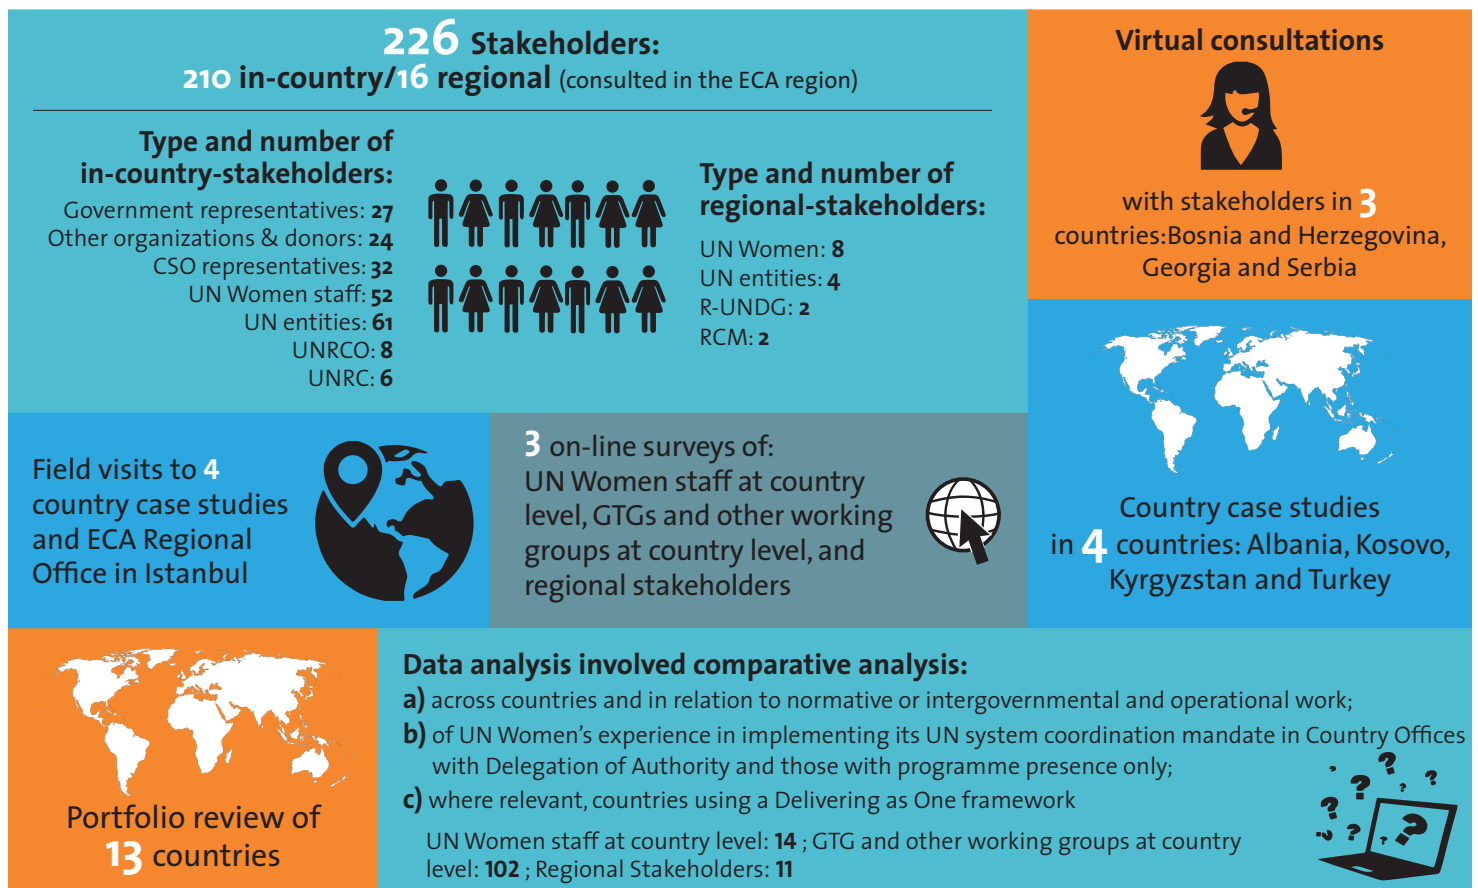 226 Stakeholders:
210 in-country/16 regional (consulted in the ECA region)
Type and number of
in-country-stakeholders:
Government representatives: 27
Other organizations & donors: 24
CSO representatives: 32
UN Women staff: 52
UN entities: 61
UNRCO: 8
UNRC: 6
Type and number of
regional-stakeholders:
UN Women: 8
UN entities: 4
R-UNDG: 2
RCM: 2
Virtual consultations
with stakeholders in 3
countries:Bosnia and Herzegovina,
Georgia and Serbia
Field visits to 4
country case studies
and ECA Regional
Office in Istanbul
3 on-line surveys of:
UN Women staff at country
level, GTGs and other working
groups at country level, and
regional stakeholders
Country case studies
in 4 countries: Albania, Kosovo,
Kyrgyzstan and Turkey
Portfolio review of
13 countries
Data analysis involved comparative analysis:
a) across countries and in relation to normative or intergovernmental and operational work;
b) of UN Women's experience in implementing its UN system coordination mandate in Country Offices
with Delegation of Authority and those with programme presence only;
c) where relevant, countries using a Delivering as One framework
UN Women staff at country level: 14 ; GTG and other working groups at country
level: 102 ; Regional Stakeholders: 11